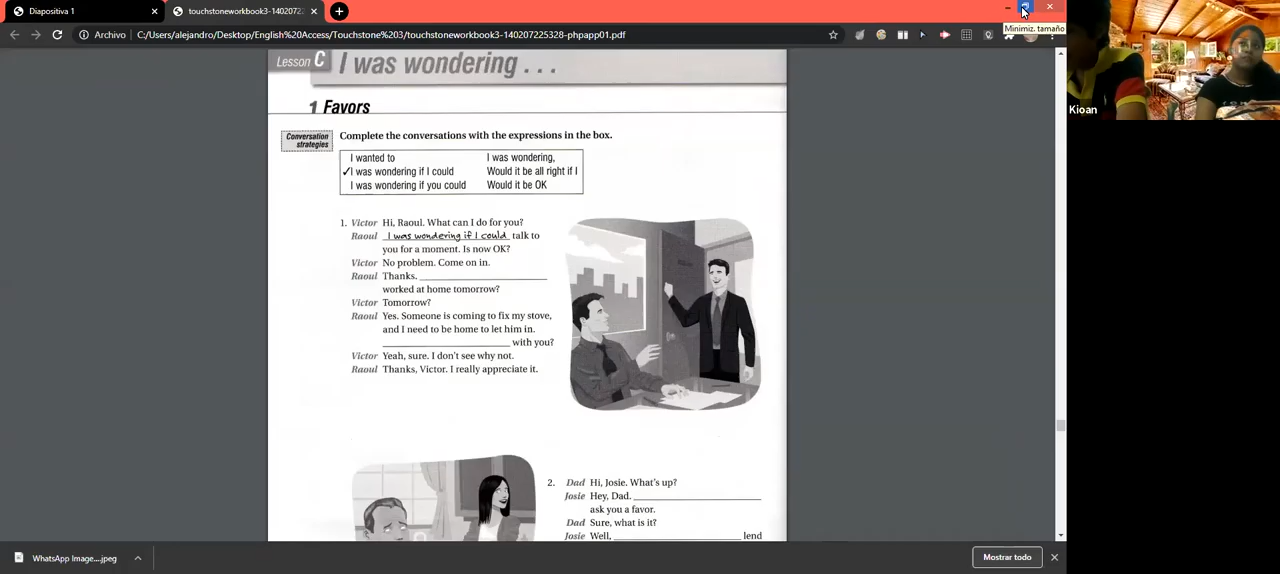 Diapositiva 1
touchstoneworkbook3-1402072253
Archivo
C:/Users/alejandro/Desktop/English%20Access/Touchstone%203/touchstoneworkbook3-140207225328-phpapp01.pdf
Minimiz. tamaño
Kioan
Lesson C I was wondering . . .
1 Favors
Conversation
strategies
Complete the conversations with the expressions in the box.
I wanted to
✓I was wondering if I could
I was wondering if you could
I was wondering,
Would it be all right if I
Would it be OK
1. Victor Hi, Raoul. What can I do for you?
Raoul I was wondering if I could talk to
you for a moment. Is now OK?
Victor No problem. Come on in.
Raoul Thanks.
worked at home tomorrow?
Victor Tomorrow?
Raoul Yes. Someone is coming to fix my stove,
and I need to be home to let him in.
with you?
Victor Yeah, sure. I don't see why not.
Raoul Thanks, Victor. I really appreciate it.
2. Dad Hi, Josie. What's up?
Josie Hey, Dad.
ask you a favor.
Dad Sure, what is it?
Josie Well, lend
WhatsApp Image....jpeg
Mostrar todo